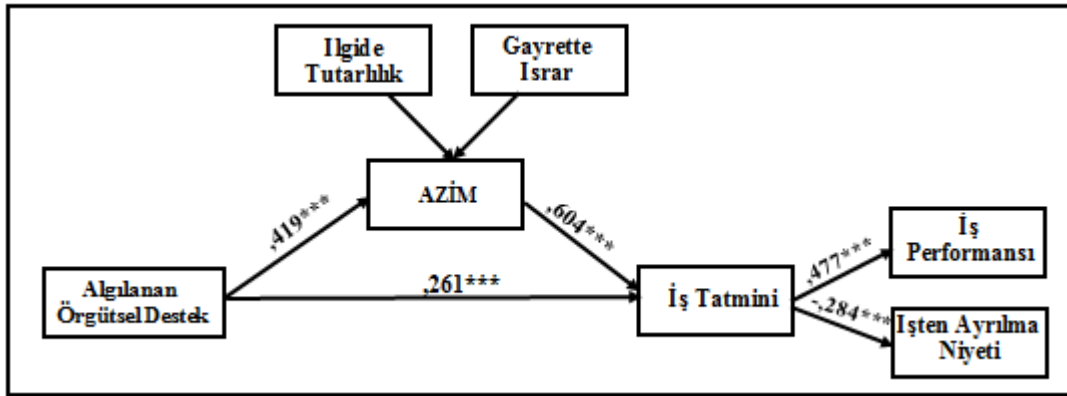 Ilgide
Tutarlılık
Gayrette
Israr
AZİM
,419***
,604***
,261***
Algılanan
Örgütsel Destek
İş Tatmini
,477***
-,284***
İş
Performansı
Işten Ayrılma
Niyeti